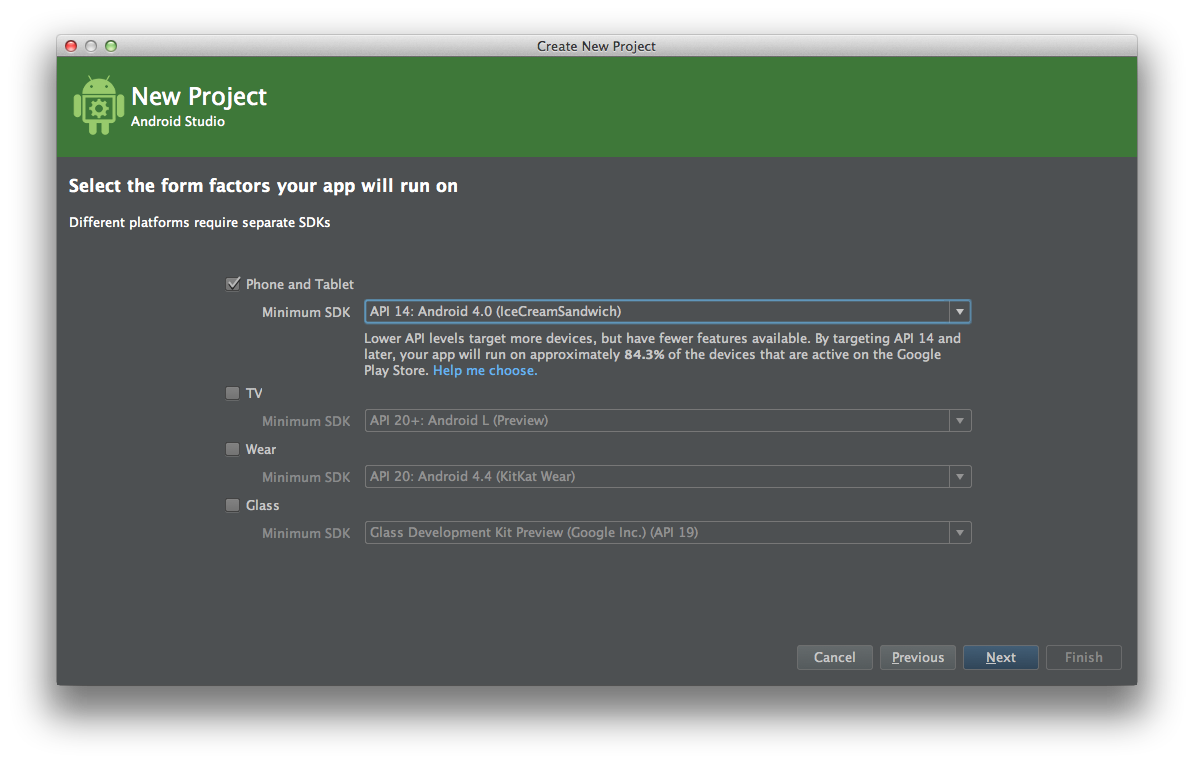 Create New Project
New Project
Android Studio
Select the form factors your app will run on
Different platforms require separate SDKs
Phone and Tablet
Minimum SDK API 14: Android 4.0 (IceCreamSandwich)
Lower API levels target more devices, but have fewer features available. By targeting API 14 and
later, your app will run on approximately 84.3% of the devices that are active on the Google
Play Store. Help me choose.
TV
Minimum SDK API 20+: Android L (Preview)
Wear
Minimum SDK API 20: Android 4.4 (KitKat Wear)
Glass
Minimum SDK Glass Development Kit Preview (Google Inc.) (API 19)
Cancel Previous Next Finish